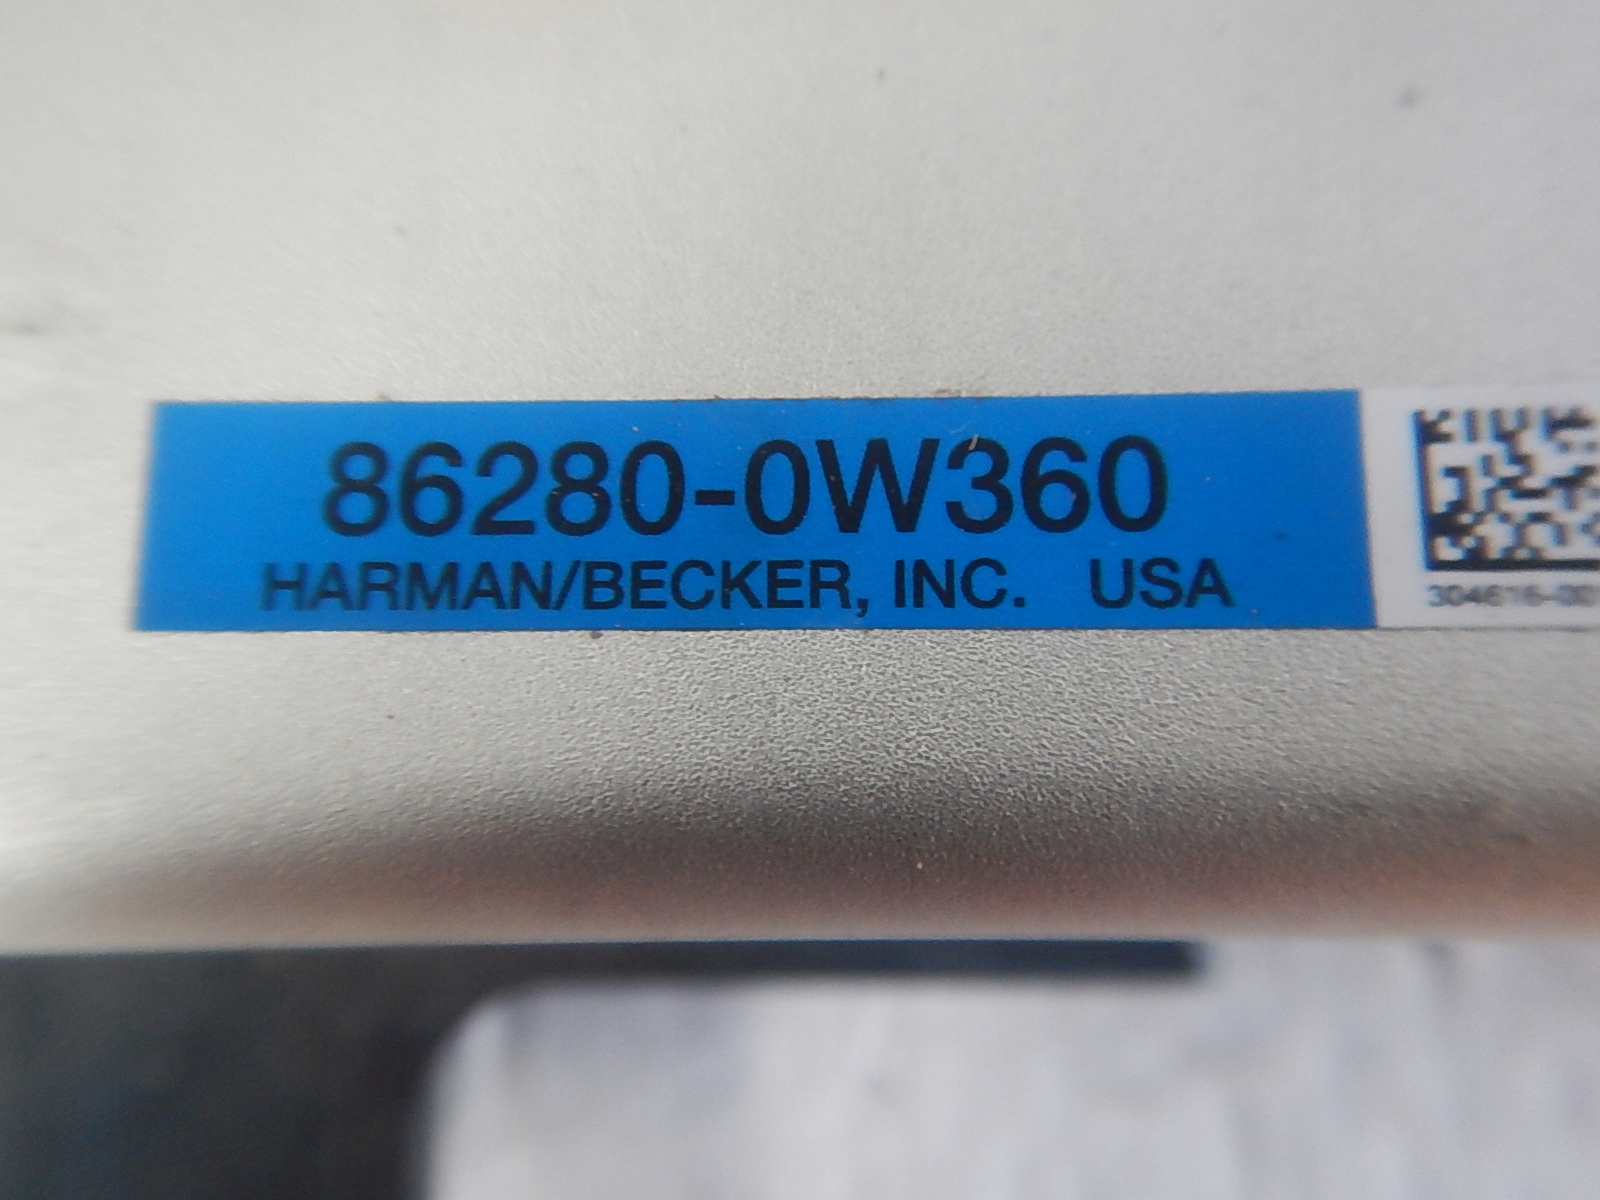 86280-0W360
HARMAN/BECKER, INC. USA